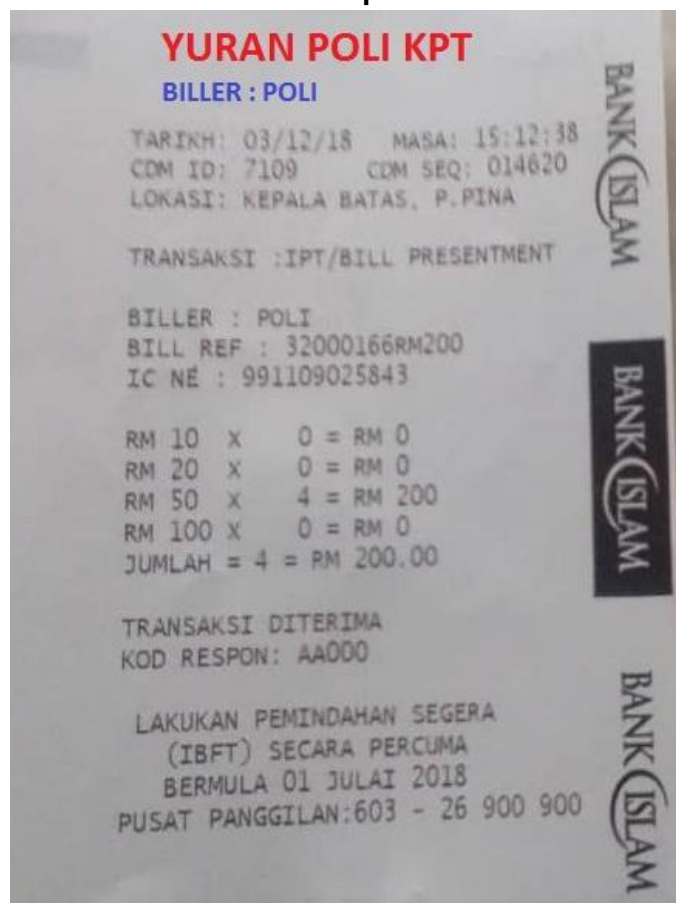 YURAN POLI KPT
BILLER : POLI
TARIKH: 03/12/18 MASA: 15:12:38
CDM ID: 7109 CDM SEQ: 014620
LOKASI: KEPALA BATAS, P.PINA
TRANSAKSI :IPT/BILL PRESENTMENT
BILLER : POLI
BILL REF : 32000166RM200
IC NE : 991109025843
RM 10 X 0 = RM 0
RM 20 X 0 = RM 0
RM 50 X 4 = RM 200
RM 100 X 0 = RM 0
JUMLAH = 4 = RM 200.00
TRANSAKSI DITERIMA
KOD RESPON: AA000
LAKUKAN PEMINDAHAN SEGERA
(IBFT) SECARA PERCUMA
BERMULA 01 JULAI 2018
PUSAT PANGGILAN:603 - 26 900 900
BANK ISLAM
BANK ISLAM
BANK ISLAM